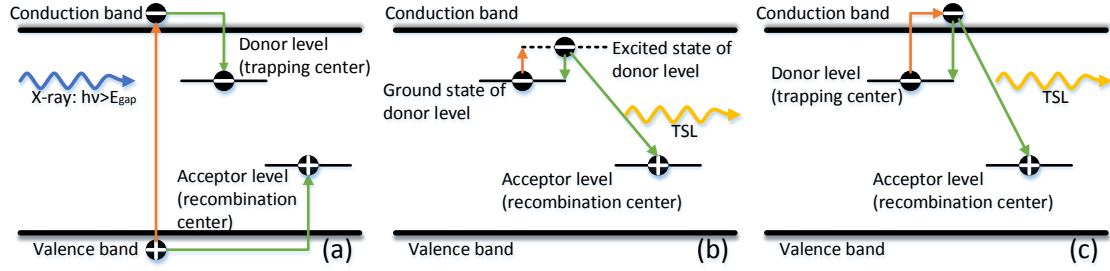 Conduction band
Donor level
(trapping center)
X-ray: hν>Egap
Acceptor level
(recombination
center)
Valence band
(a)
Conduction band
Excited state of
donor level
Ground state of
donor level
TSL
Acceptor level
(recombination center)
Valence band
(b)
Conduction band
Donor level
(trapping center)
TSL
Acceptor level
(recombination center)
Valence band
(c)